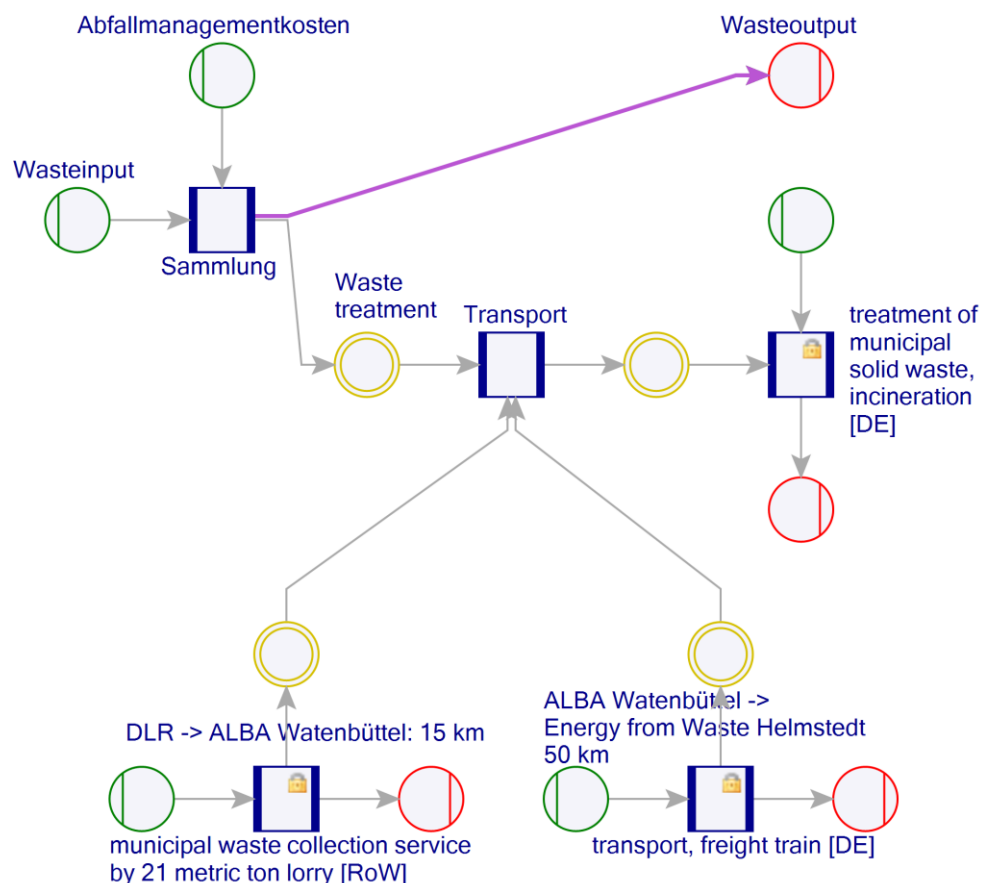 Abfallmanagementkosten
Wasteoutput
Wasteinput
Sammlung
Waste
treatment
Transport
treatment of
municipal
solid waste,
incineration
[DE]
DLR -> ALBA Watenbüttel: 15 km
ALBA Watenbüttel ->
Energy from Waste Helmstedt
50 km
municipal waste collection service
by 21 metric ton lorry [RoW]
transport, freight train [DE]